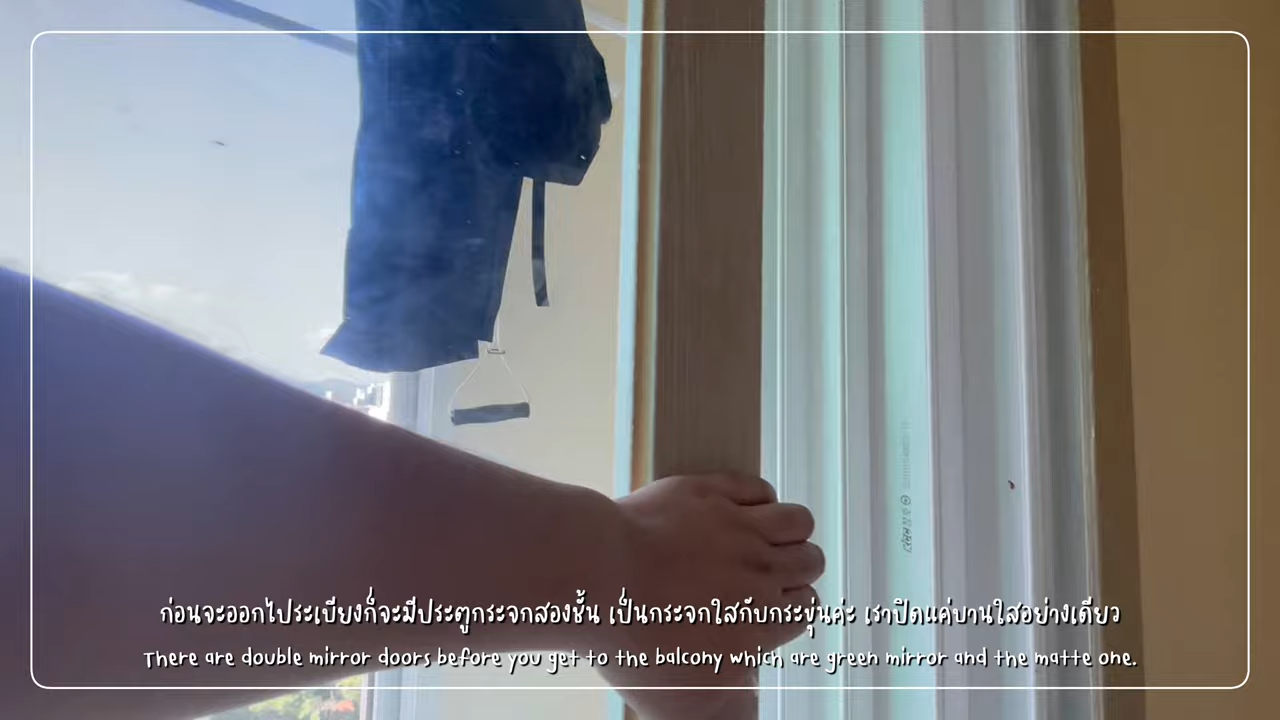 ก่อนจะออกไประเบียงก็จะมีประตูกระจกสองชั้น เป็นกระจกใสกับกระขุ่นค่ะ เราปิดแค่บานใสอย่างเดียว
There are double mirror doors before you get to the balcony which are green mirror and the matte one.